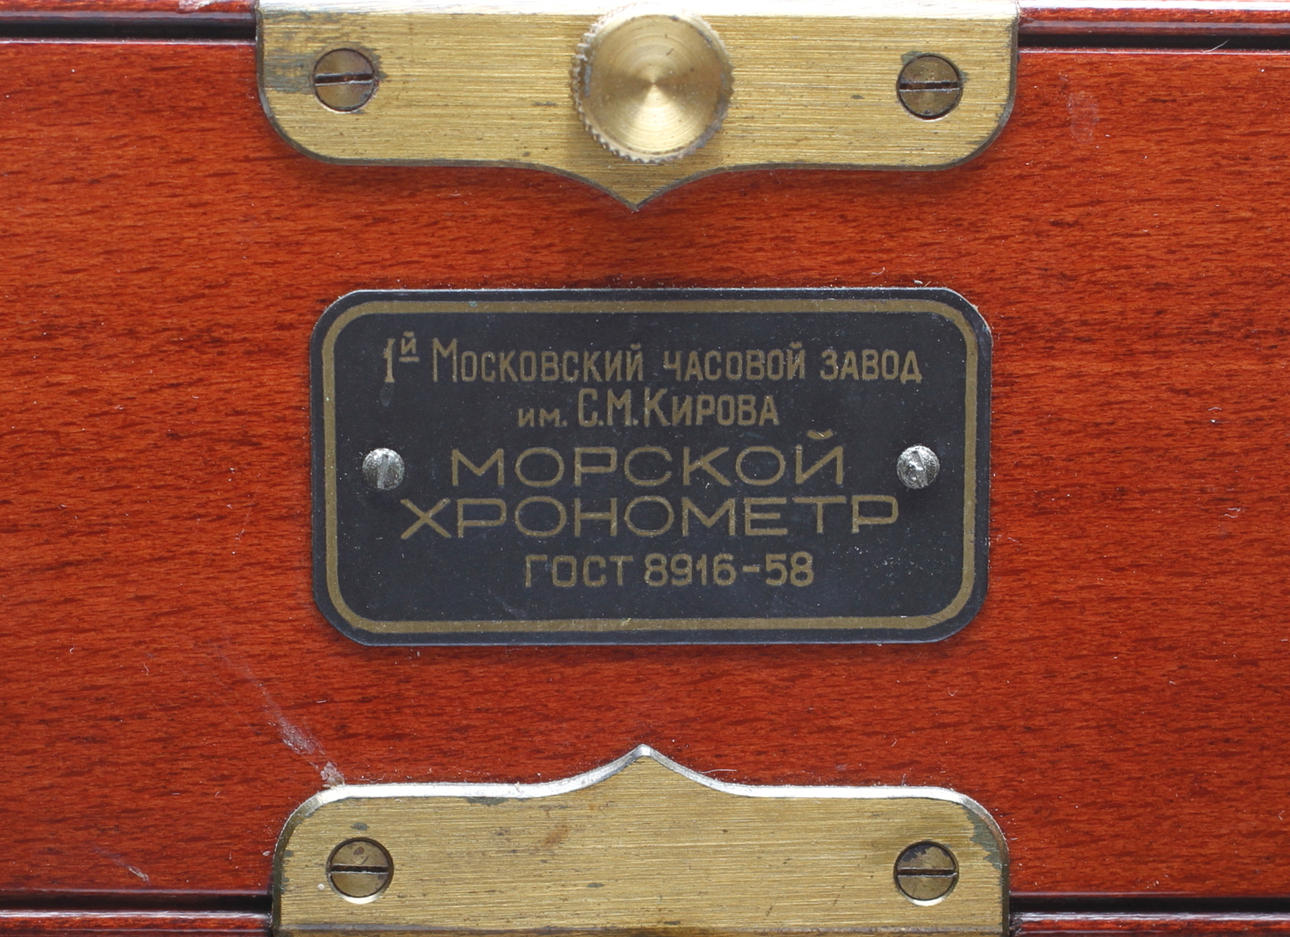 1й Московский часовой завод
им. С.М.Кирова
МОРСКОЙ
ХРОНОМЕТР
ГОСТ 8916-58